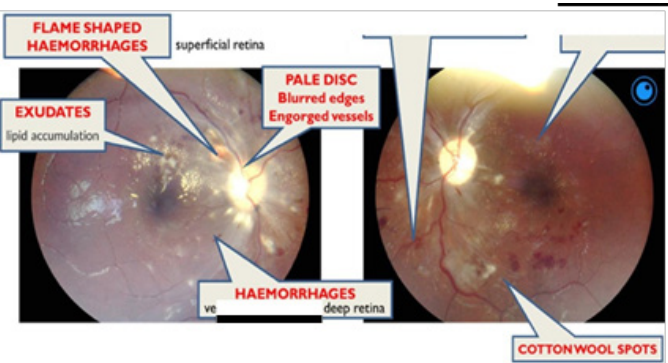 FLAME SHAPED
HAEMORRHAGES
superficial retina
PALE DISC
Blurred edges
Engorged vessels
EXUDATES
lipid accumulation
HAEMORRHAGES
deep retina
COTTON WOOL SPOTS